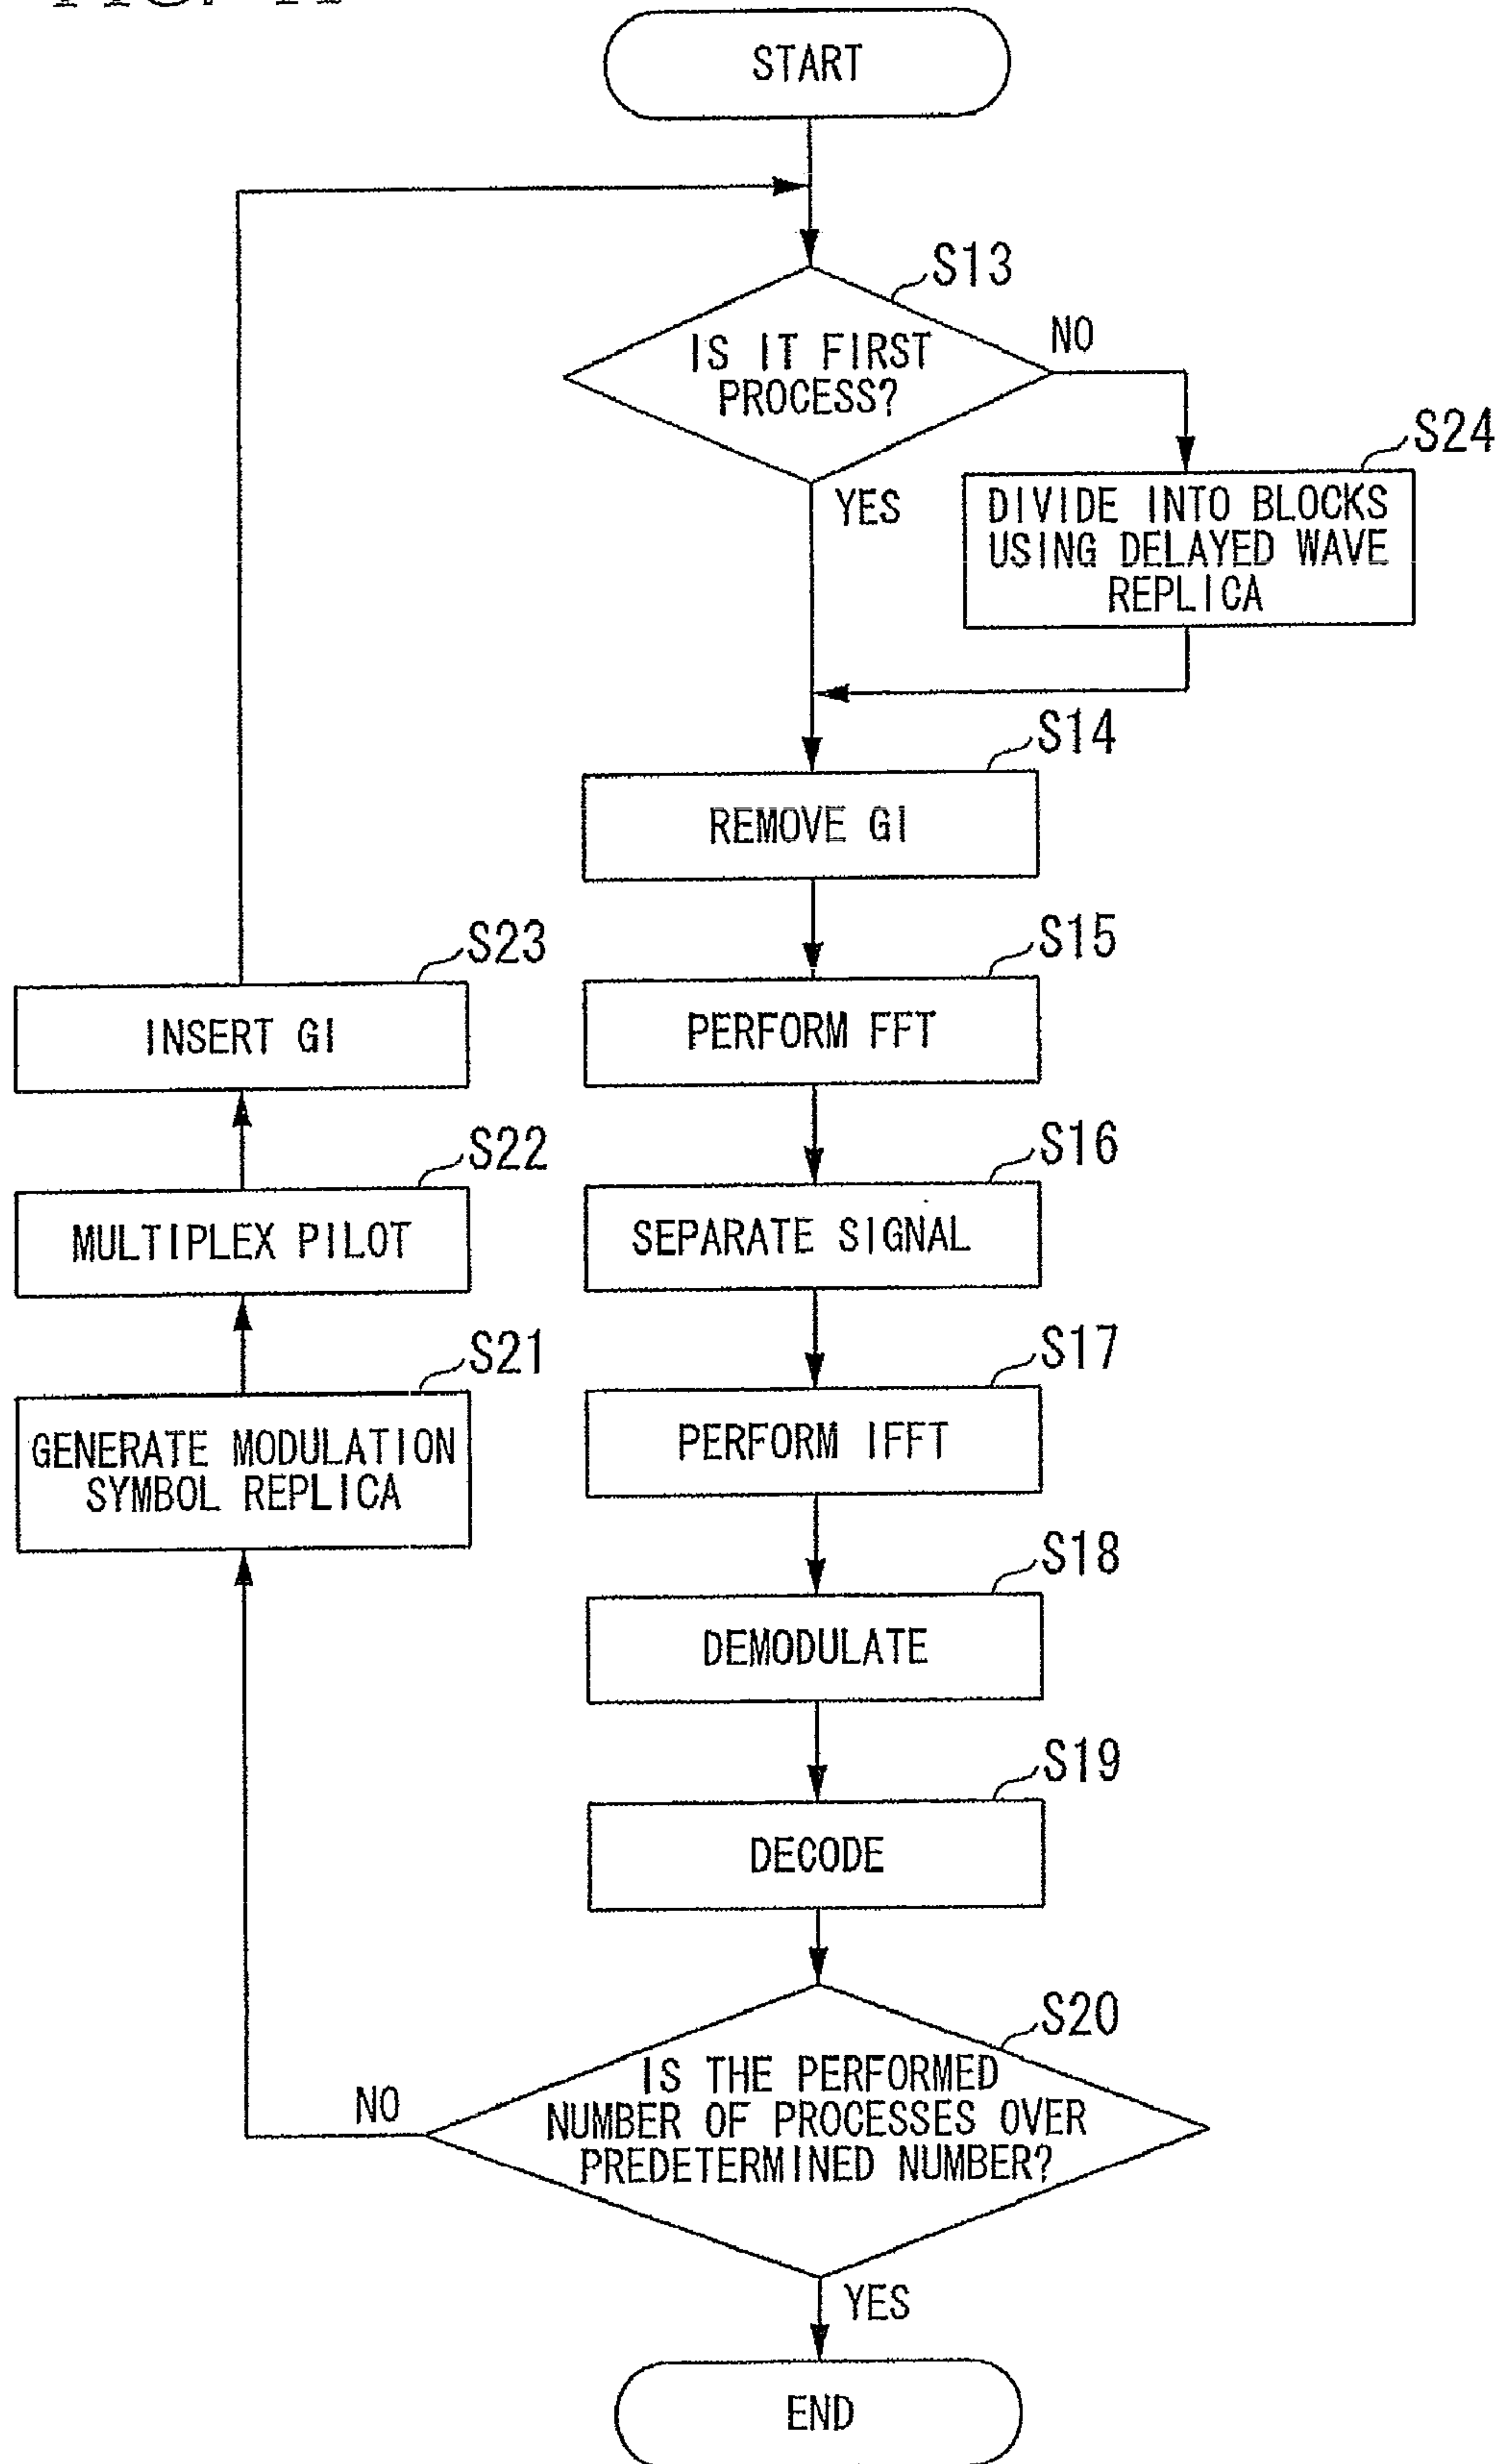 START
S13
IS IT FIRST
PROCESS?
NO
YES
S24
DIVIDE INTO BLOCKS
USING DELAYED WAVE
REPLICA
S14
REMOVE GI
S15
PERFORM FFT
S16
SEPARATE SIGNAL
S17
PERFORM IFFT
S18
DEMODULATE
S19
DECODE
S20
IS THE PERFORMED
NUMBER OF PROCESSES OVER
PREDETERMINED NUMBER?
NO
YES
S21
GENERATE MODULATION
SYMBOL REPLICA
S22
MULTIPLEX PILOT
S23
INSERT GI
END